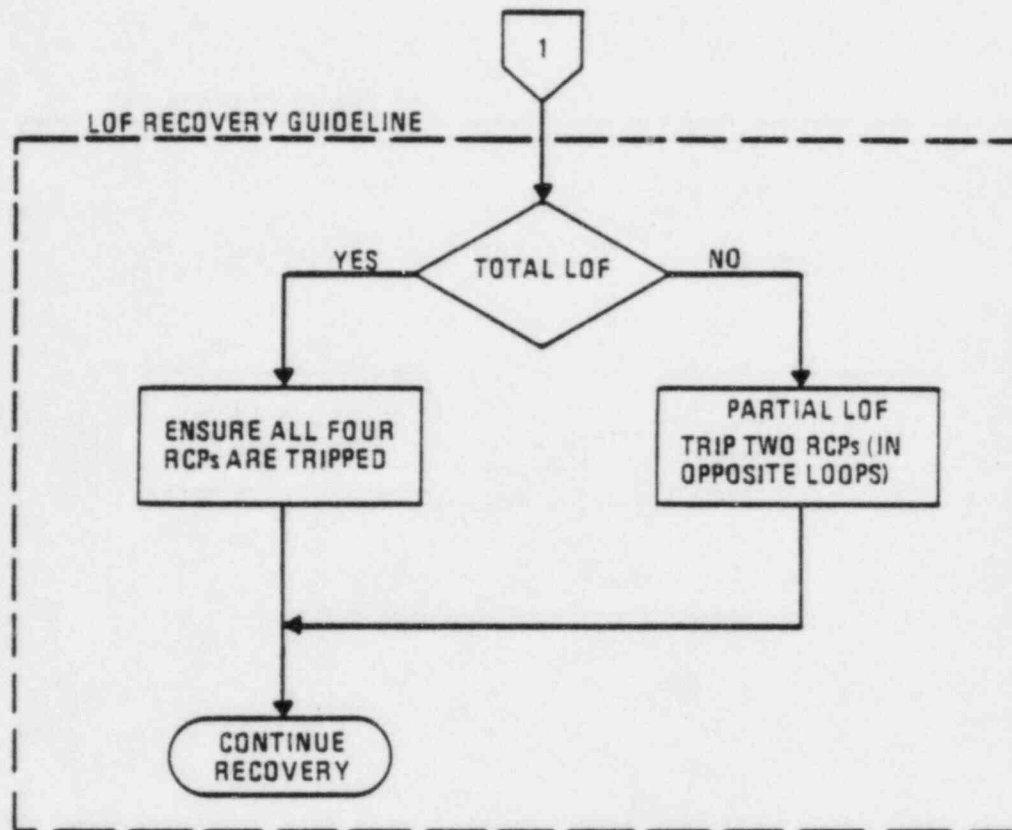 1
LOF RECOVERY GUIDELINE
YES
TOTAL LOF
NO
ENSURE ALL FOUR
RCPs ARE TRIPPED
PARTIAL LOF
TRIP TWO RCPs (IN
OPPOSITE LOOPS)
CONTINUE
RECOVERY